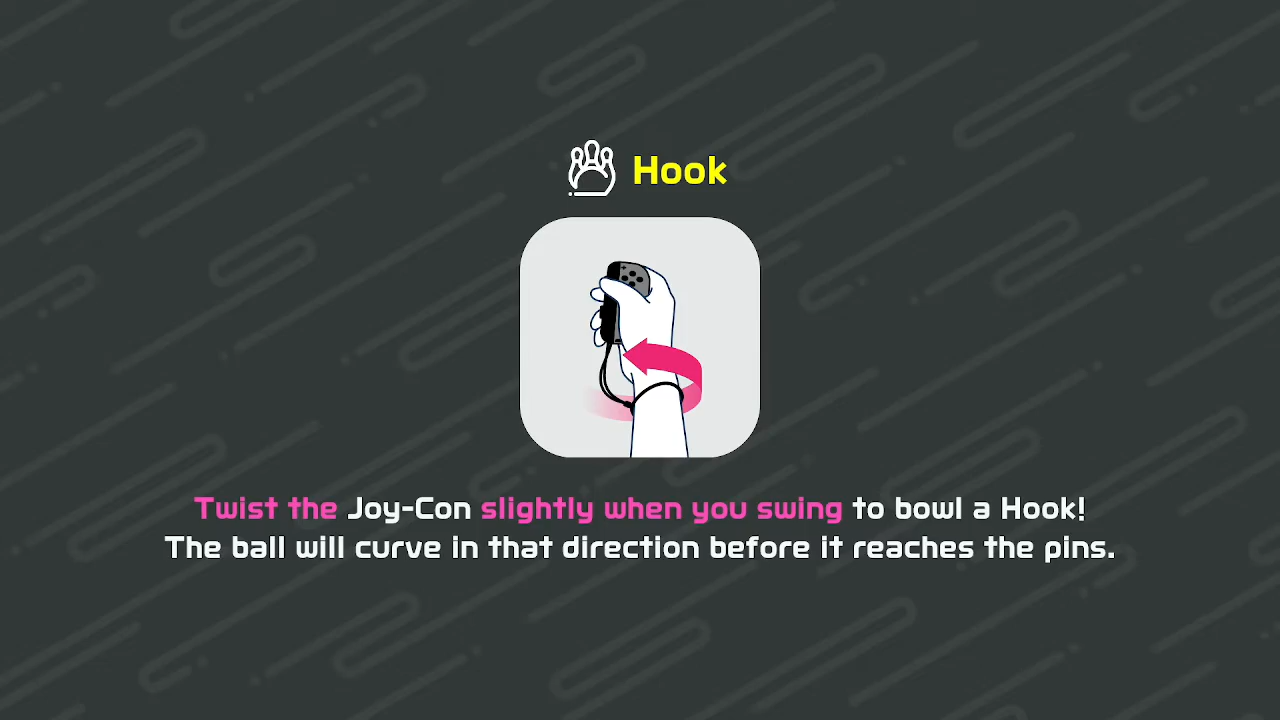 Hook
Twist the Joy-Con slightly when you swing to bowl a Hook!
The ball will curve in that direction before it reaches the pins.